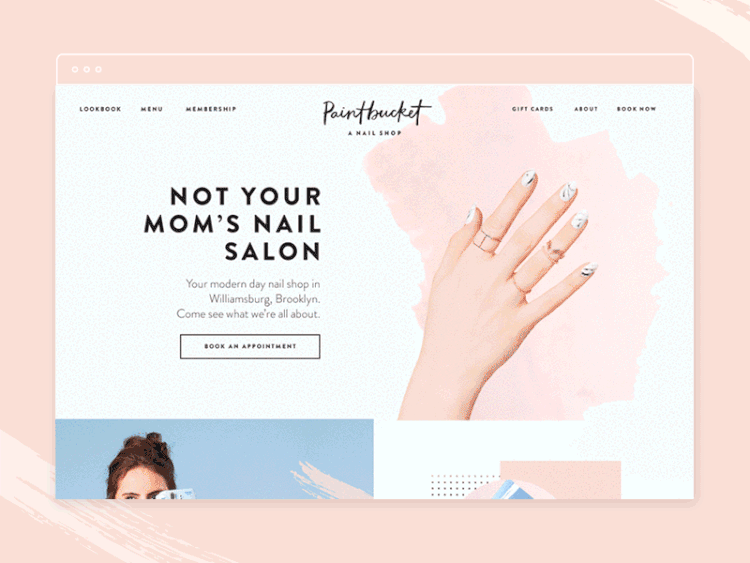 LOOKBOOK MENU MEMBERSHIP
Paintbucket
A NAIL SHOP
GIFT CARDS ABOUT BOOK NOW
NOT YOUR
MOM'S NAIL
SALON
Your modern day nail shop in
Williamsburg, Brooklyn.
Come see what we're all about.
BOOK AN APPOINTMENT